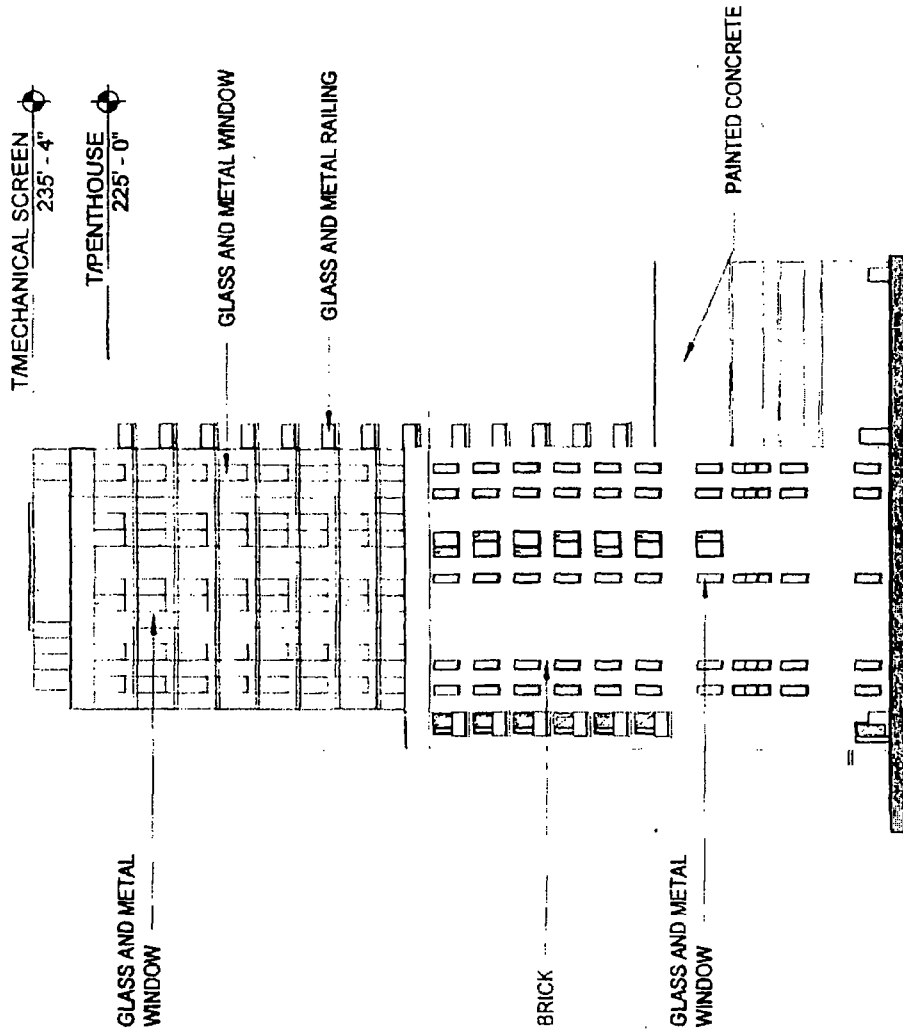 T/MECHANICAL SCREEN
235' - 4"
T/PENTHOUSE
225' - 0"
GLASS AND METAL WINDOW
GLASS AND METAL RAILING
PAINTED CONCRETE
GLASS AND METAL
WINDOW
BRICK
GLASS AND METAL
WINDOW